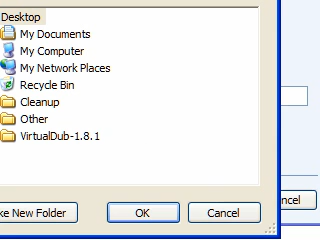 Desktop
My Documents
My Computer
My Network Places
Recycle Bin
Cleanup
Other
VirtualDub-1.8.1
ke New Folder
OK
Cancel
ncel